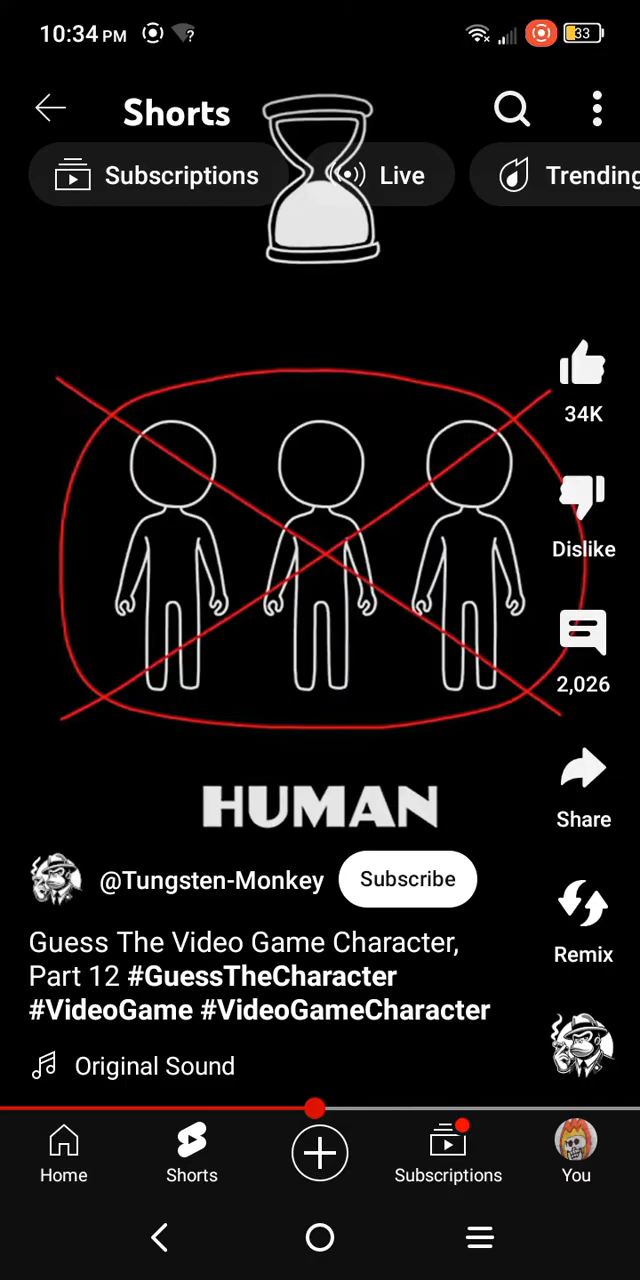 10:34 PM
33
Shorts
Subscriptions
Live
Trending
34K
Dislike
2,026
Share
HUMAN
@Tungsten-Monkey
Subscribe
Remix
Guess The Video Game Character,
Part 12 #GuessTheCharacter
#VideoGame #VideoGameCharacter
Original Sound
Home
Shorts
Subscriptions
You